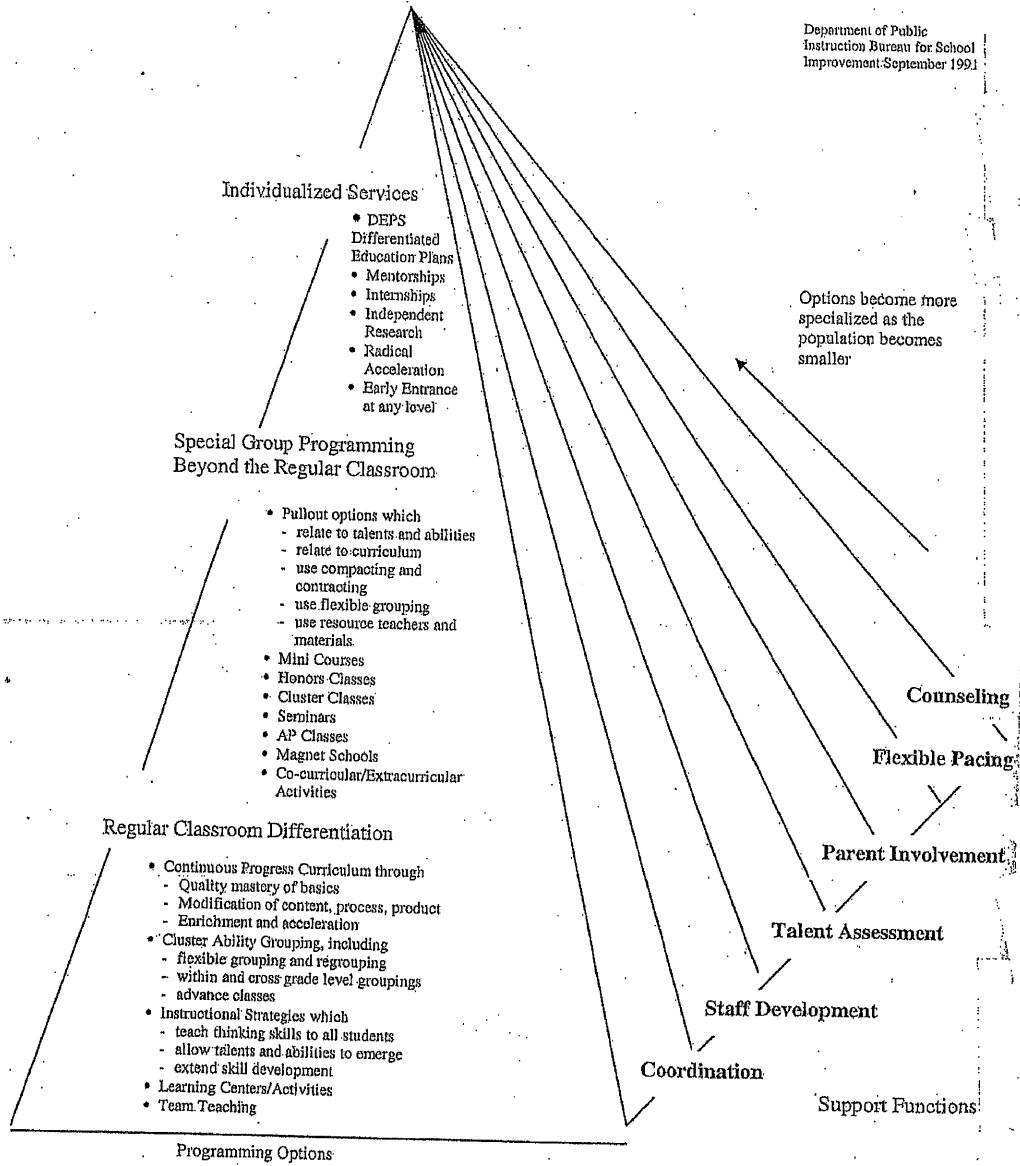 Department of Public
Instruction Bureau for School
Improvement September 1991
Individualized Services
• DEPS
Differentiated
Education Plans
• Mentorships
• Internships
• Independent
Research
• Radical
Acceleration
• Early Entrance
at any level
Options become more
specialized as the
population becomes
smaller
Special Group Programming
Beyond the Regular Classroom
• Pullout options which
- relate to talents and abilities
- relate to curriculum
- use compacting and
contracting
- use flexible grouping
- use resource teachers and
materials.
• Mini Courses
• Honors Classes
• Cluster Classes
• Seminars
• AP Classes
• Magnet Schools
• Co-curricular/Extracurricular
Activities
Regular Classroom Differentiation
• Continuous Progress Curriculum through
- Quality mastery of basics
- Modification of content, process, product
- Enrichment and acceleration
• Cluster Ability Grouping, including
- flexible grouping and regrouping
- within and cross grade level groupings
- advance classes
• Instructional Strategies which
- teach thinking skills to all students
- allow talents and abilities to emerge
- extend skill development
• Learning Centers/Activities
• Team Teaching
Programming Options
Counseling
Flexible Pacing
Parent Involvement
Talent Assessment
Staff Development
Coordination
Support Functions